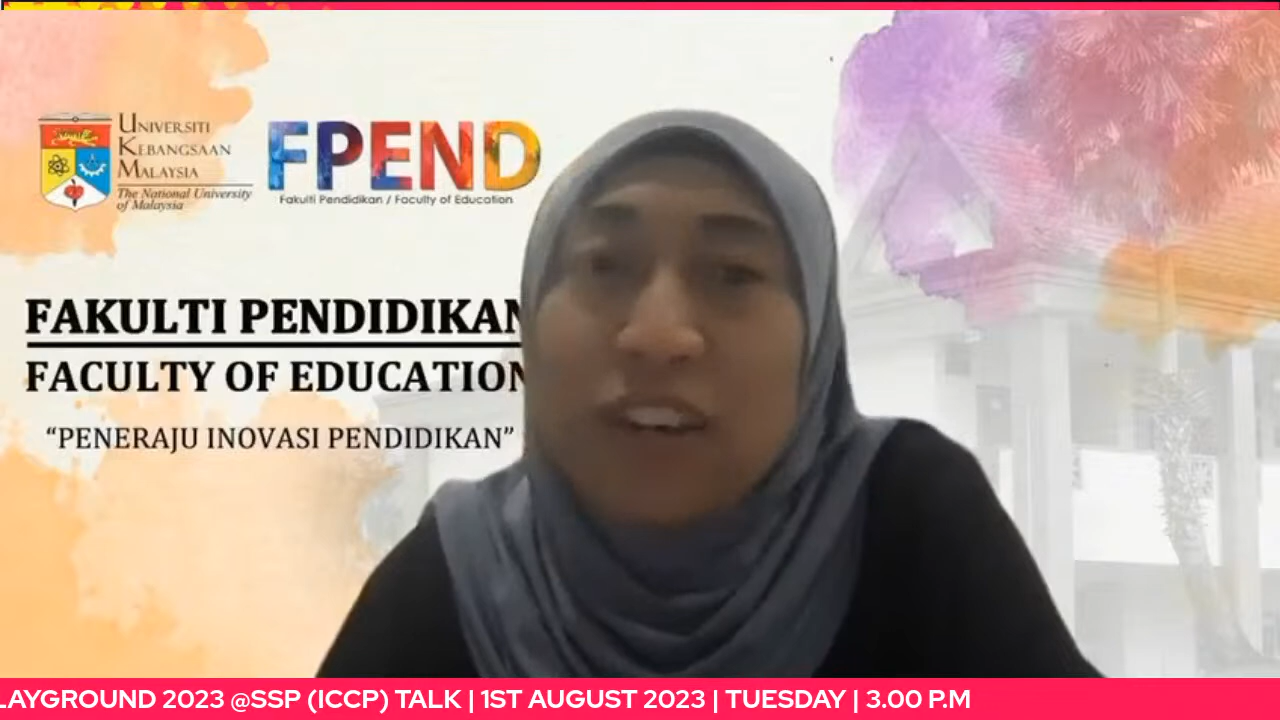 UNIVERSITI
KEBANGSAAN
MALAYSIA
The National University
of Malaysia
FPEND
Fakulti Pendidikan / Faculty of Education
FAKULTI PENDIDIKAN
FACULTY OF EDUCATION
“PENERAJU INOVASI PENDIDIKAN”
LAYGROUND 2023 @SSP (ICCP) TALK | 1ST AUGUST 2023 | TUESDAY | 3.00 P.M